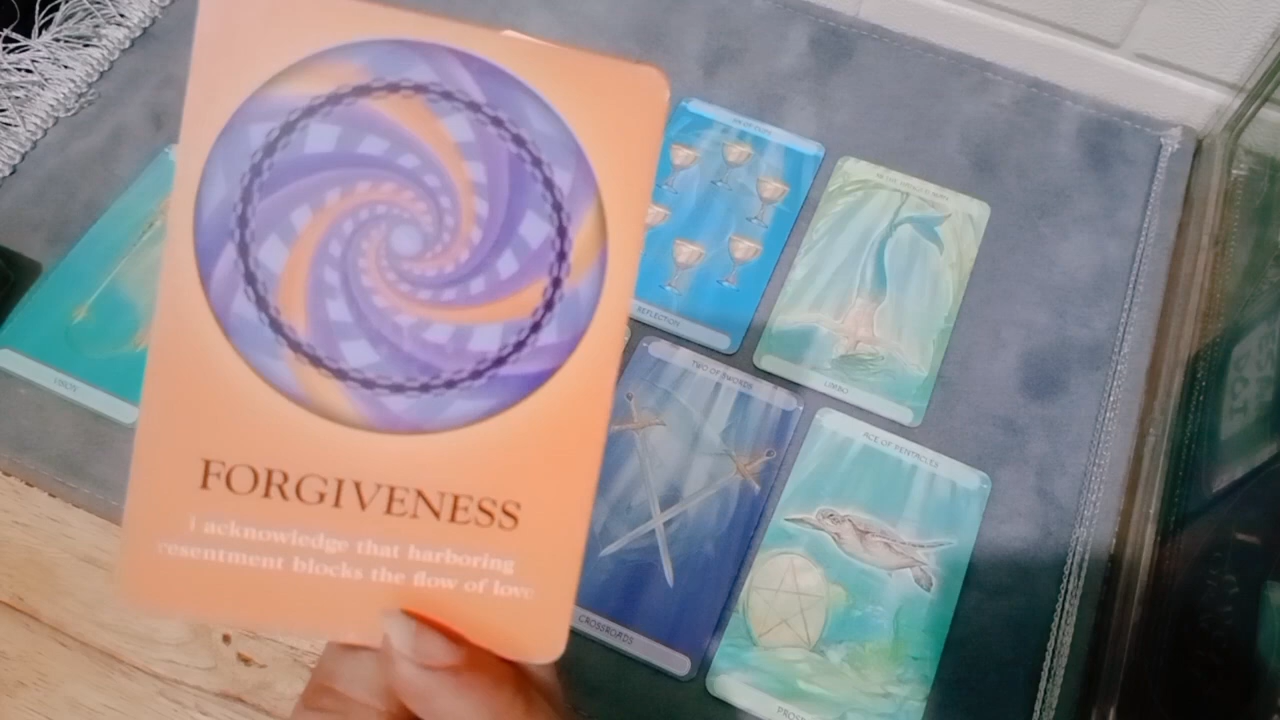 FORGIVENESS
I acknowledge that harboring
resentment blocks the flow of love
REFLECTION
LIMBO
TWO OF SWORDS
CROSSROADS
ACE OF PENTACLES
VISION